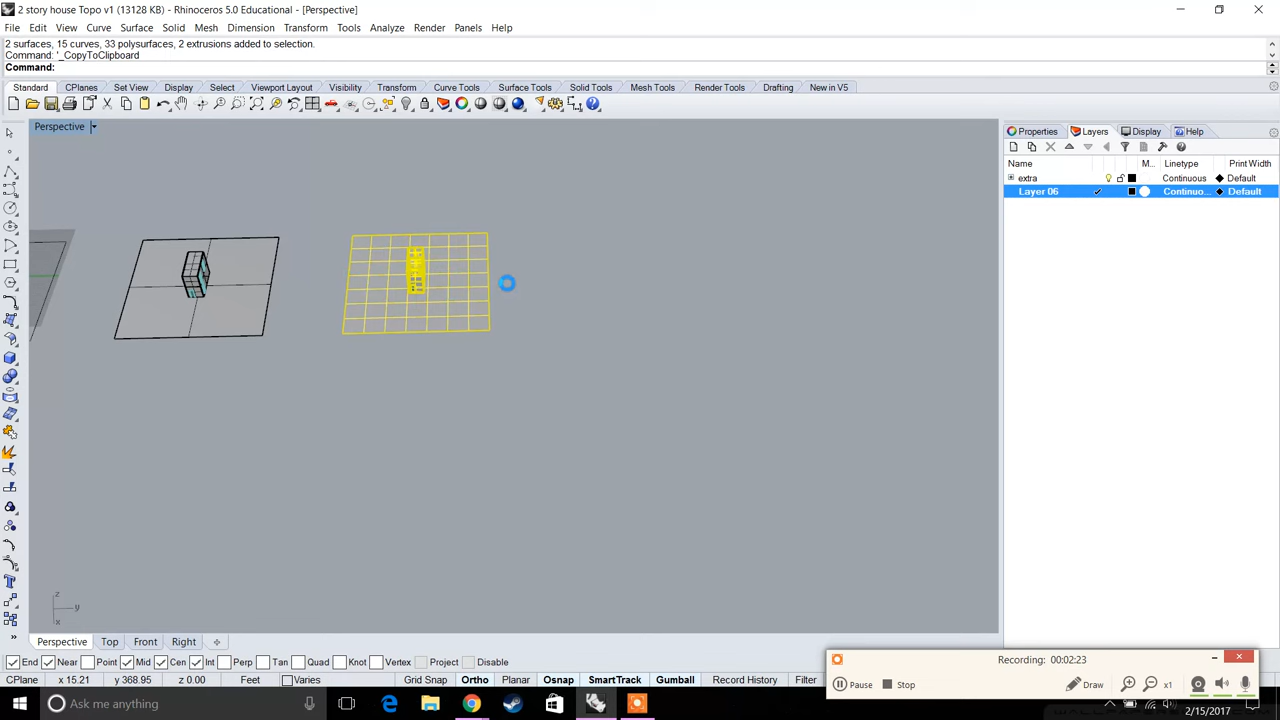 2 story house Topo v1 (13128 KB) - Rhinoceros 5.0 Educational - [Perspective]
File Edit View Curve Surface Solid Mesh Dimension Transform Tools Analyze Render Panels Help
2 surfaces, 15 curves, 33 polysurfaces, 2 extrusions added to selection.
Command: '_CopyToClipboard
Command:
Standard CPlanes Set View Display Select Viewport Layout Visibility Transform Curve Tools Surface Tools Solid Tools Mesh Tools Render Tools Drafting New in V5
Perspective
Properties Layers Display Help
Name M... Linetype Print Width
extra Continuous Default
Layer 06 Continuo... Default
z
y
x
Perspective Top Front Right
End Near Point Mid Cen Int Perp Tan Quad Knot Vertex Project Disable
CPlane x 15.21 y 368.95 z 0.00 Feet Varies Grid Snap Ortho Planar Osnap SmartTrack Gumball Record History Filter
Recording: 00:02:23
Pause Stop Draw x1
Ask me anything
2/15/2017